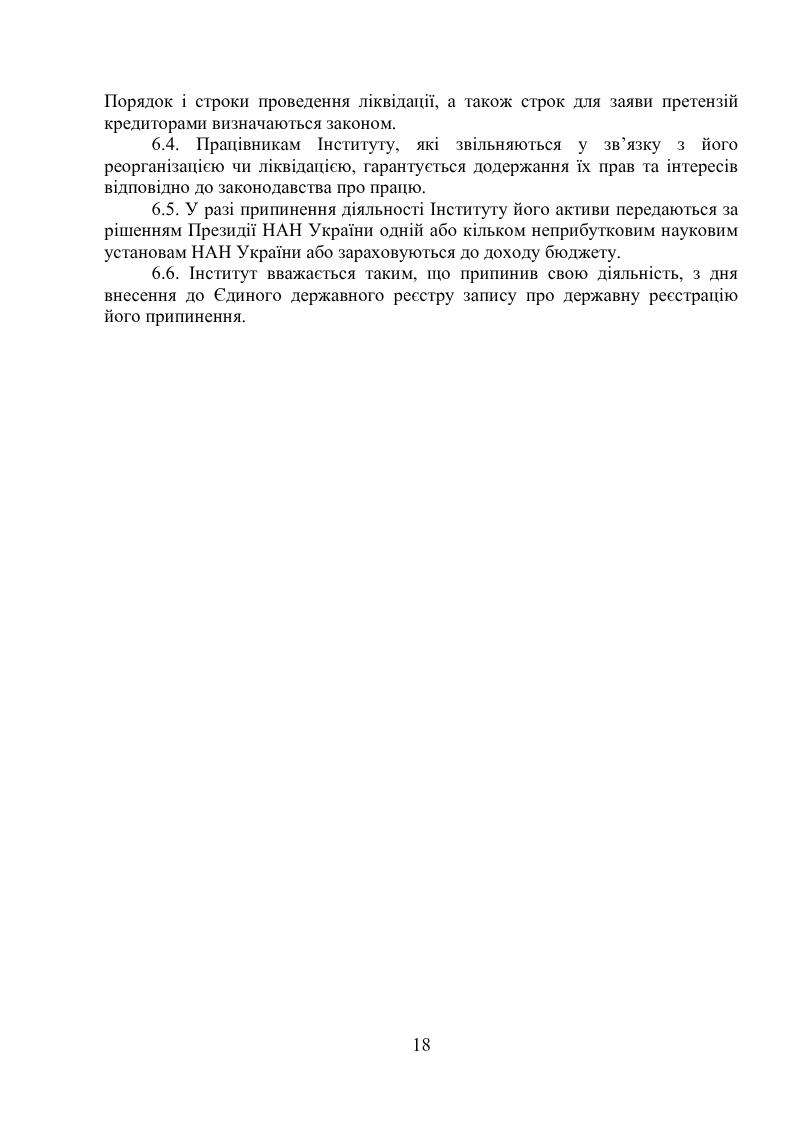 Порядок і строки проведення ліквідації, а також строк для заяви претензій
кредиторами визначаються законом.
6.4. Працівникам Інституту, які звільняються у зв’язку з його
реорганізацією чи ліквідацією, гарантується додержання їх прав та інтересів
відповідно до законодавства про працю.
6.5. У разі припинення діяльності Інституту його активи передаються за
рішенням Президії НАН України одній або кільком неприбутковим науковим
установам НАН України або зараховуються до доходу бюджету.
6.6. Інститут вважається таким, що припинив свою діяльність, з дня
внесення до Єдиного державного реєстру запису про державну реєстрацію
його припинення.
18